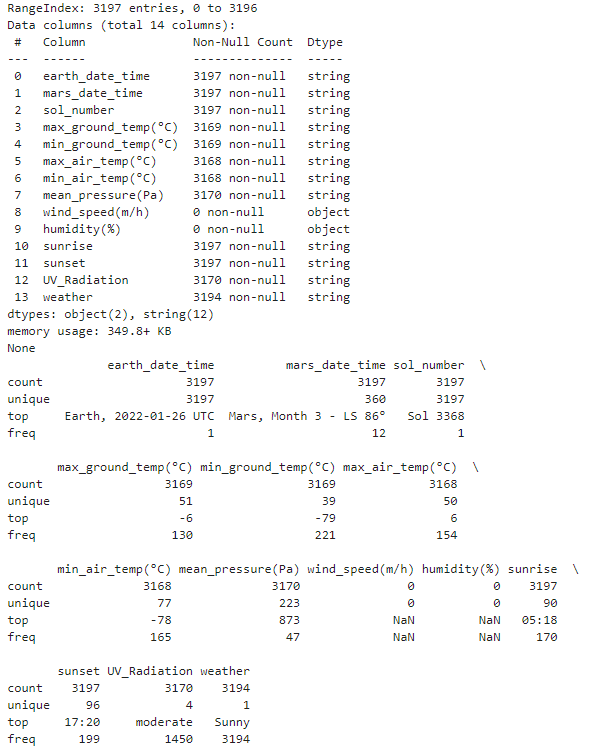 RangeIndex: 3197 entries, 0 to 3196
Data columns (total 14 columns):
 #   Column               Non-Null Count  Dtype
---  ------               --------------  -----
 0   earth_date_time      3197 non-null   string
 1   mars_date_time       3197 non-null   string
 2   sol_number           3197 non-null   string
 3   max_ground_temp(°C)  3169 non-null   string
 4   min_ground_temp(°C)  3169 non-null   string
 5   max_air_temp(°C)     3168 non-null   string
 6   min_air_temp(°C)     3168 non-null   string
 7   mean_pressure(Pa)    3170 non-null   string
 8   wind_speed(m/h)      0 non-null      object
 9   humidity(%)          0 non-null      object
 10  sunrise              3197 non-null   string
 11  sunset               3197 non-null   string
 12  UV_Radiation         3170 non-null   string
 13  weather              3194 non-null   string
dtypes: object(2), string(12)
memory usage: 349.8+ KB
None
              earth_date_time          mars_date_time sol_number  \
count                    3197                    3197       3197
unique                   3197                     360       3197
top     Earth, 2022-01-26 UTC  Mars, Month 3 - LS 86°   Sol 3368
freq                        1                      12          1
       max_ground_temp(°C) min_ground_temp(°C) max_air_temp(°C)  \
count                 3169                3169             3168
unique                  51                  39               50
top                     -6                 -79                6
freq                   130                 221              154
       min_air_temp(°C) mean_pressure(Pa) wind_speed(m/h) humidity(%) sunrise  \
count              3168              3170               0           0    3197
unique               77               223               0           0      90
top                 -78               873             NaN         NaN   05:18
freq                165                47             NaN         NaN     170
       sunset UV_Radiation weather
count    3197         3170    3194
unique     96            4       1
top     17:20     moderate   Sunny
freq      199         1450    3194